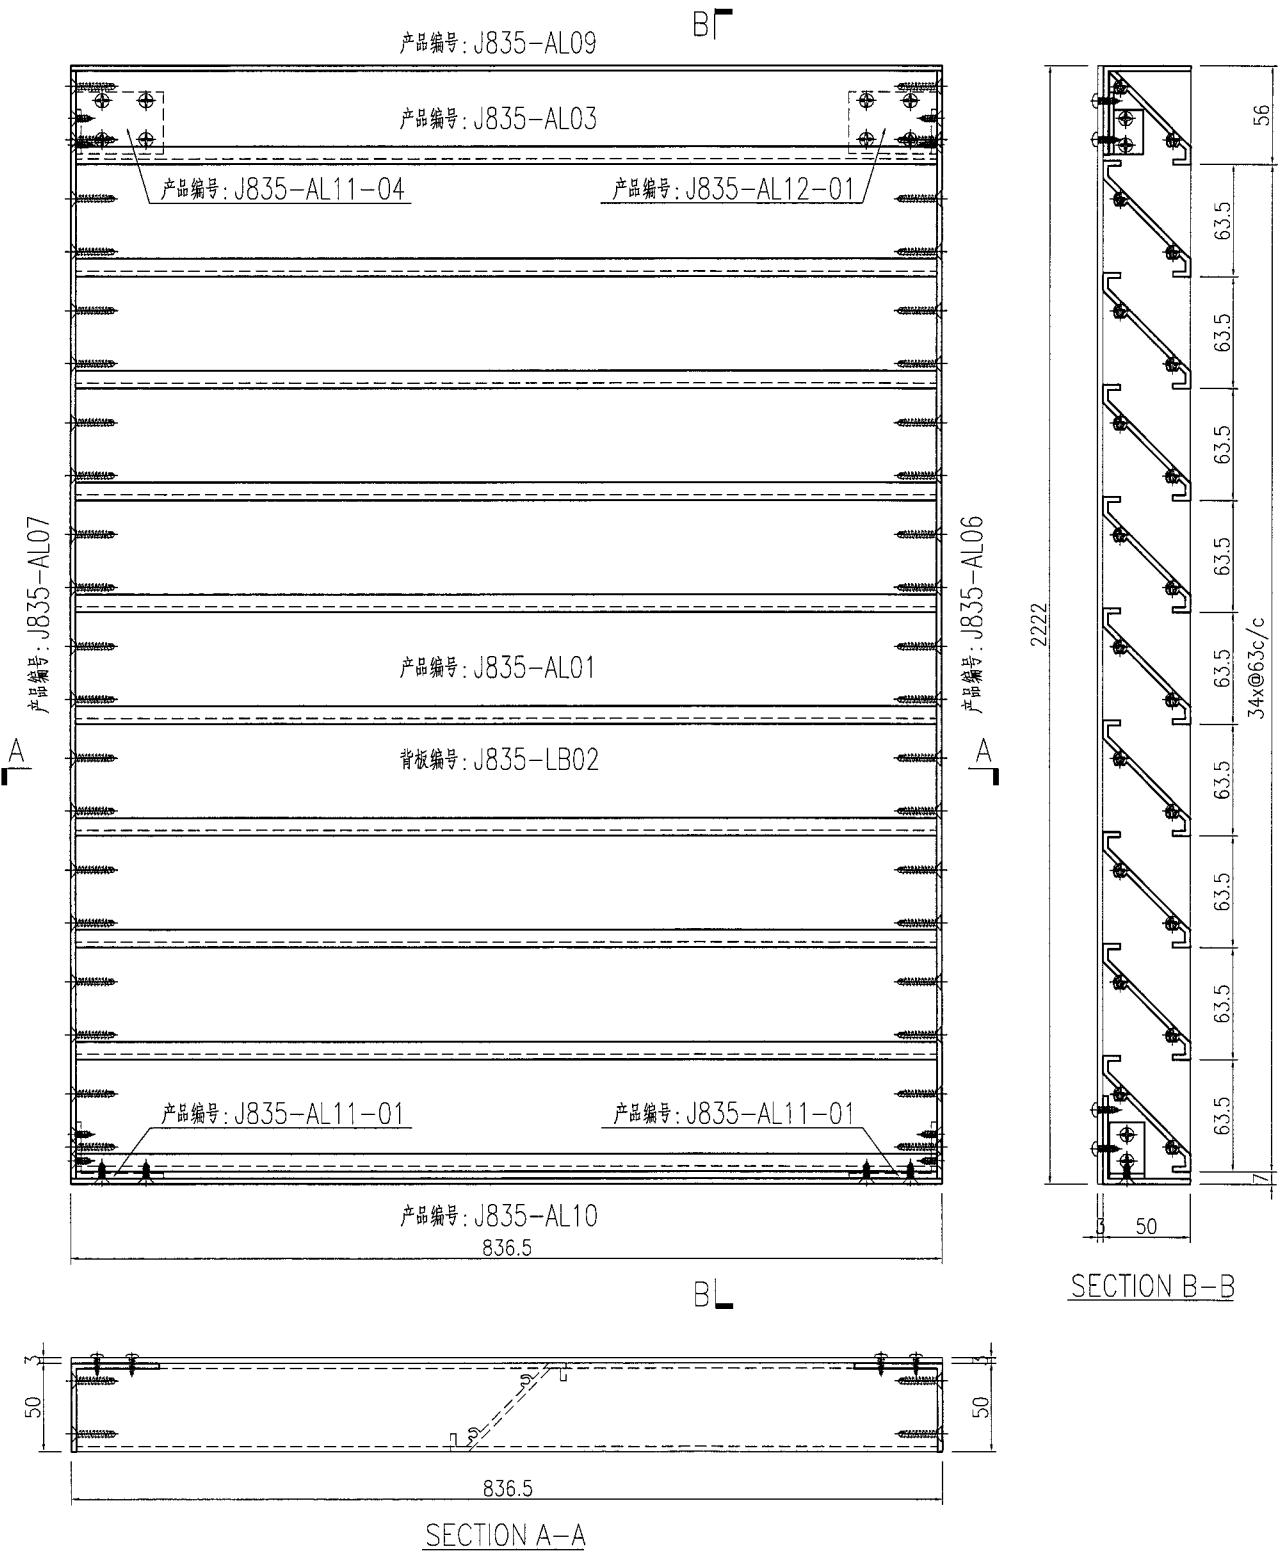 B
产品编号: J835-AL09
产品编号: J835-AL03
产品编号: J835-AL11-04
产品编号: J835-AL12-01
产品编号: J835-AL07
产品编号: J835-AL06
产品编号: J835-AL01
背板编号: J835-LB02
A
A
产品编号: J835-AL11-01
产品编号: J835-AL11-01
产品编号: J835-AL10
836.5
B
2222
56
63.5
63.5
63.5
63.5
63.5
63.5
63.5
63.5
63.5
34x@63c/c
7
3
50
SECTION B-B
3
50
3
50
836.5
SECTION A-A